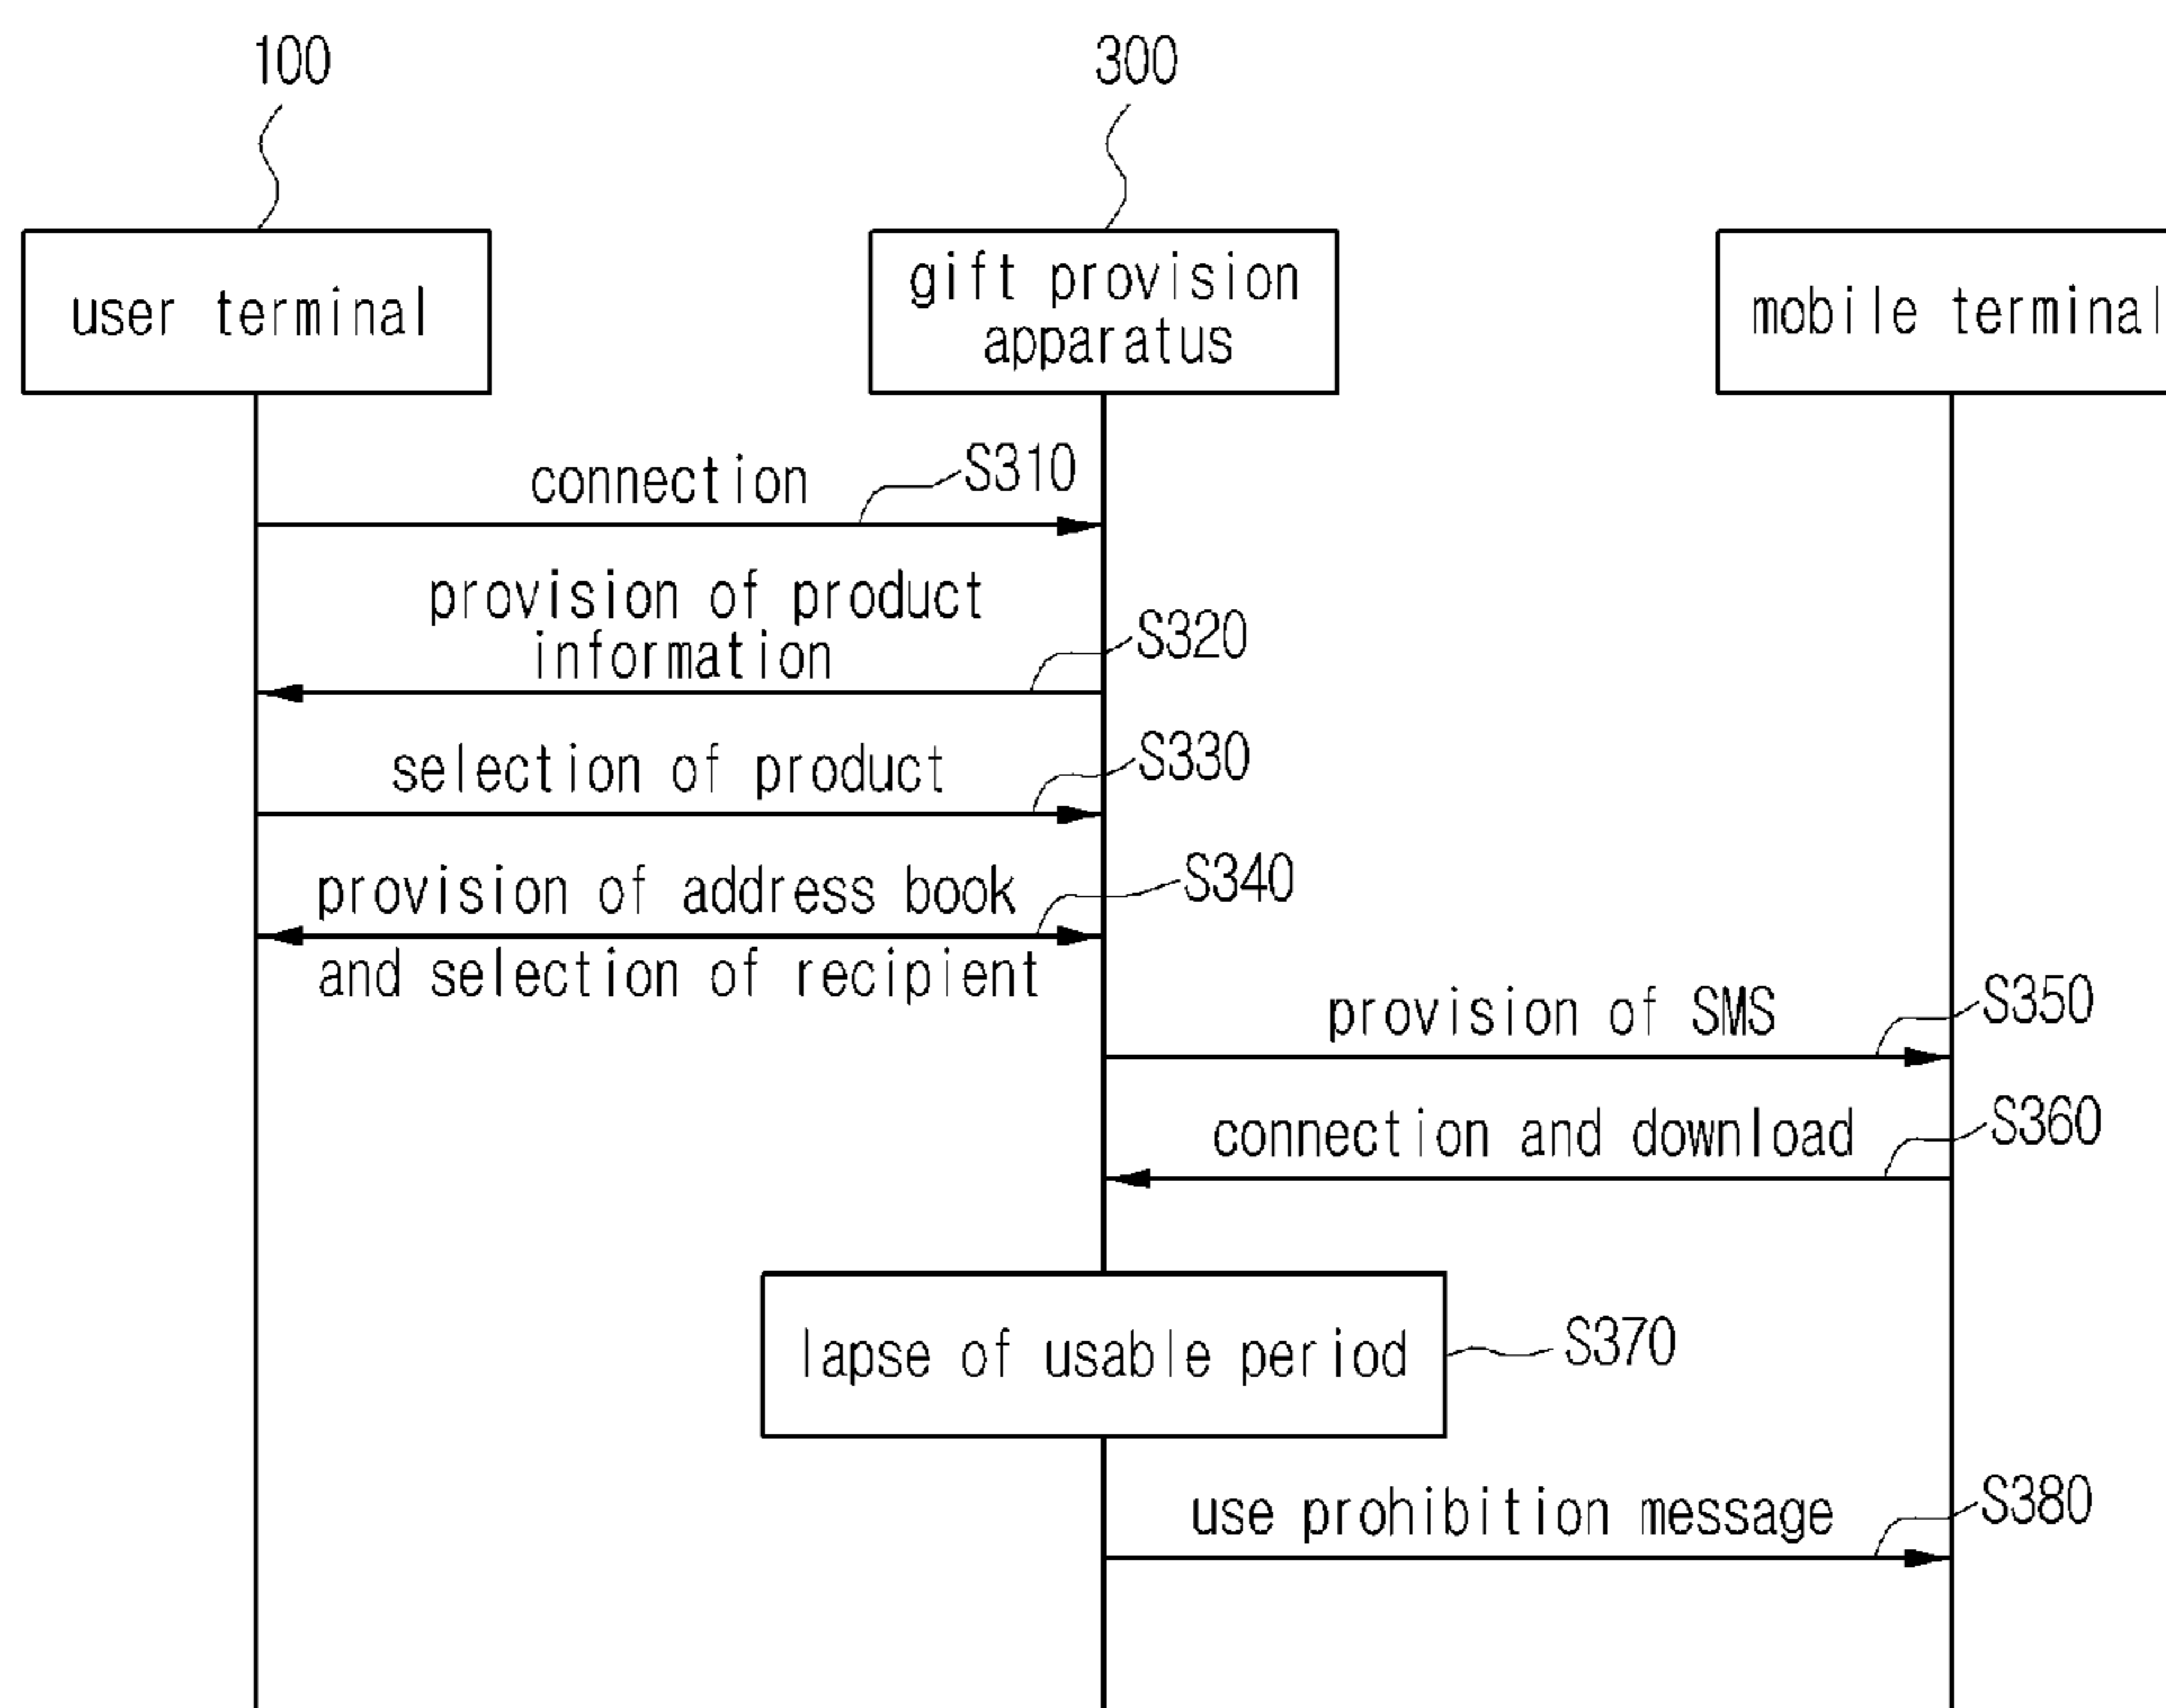 100
300
user terminal
gift provision
apparatus
mobile terminal
connection
S310
provision of product
information
S320
selection of product
S330
provision of address book
S340
and selection of recipient
provision of SMS
S350
connection and download
S360
lapse of usable period
S370
use prohibition message
S380